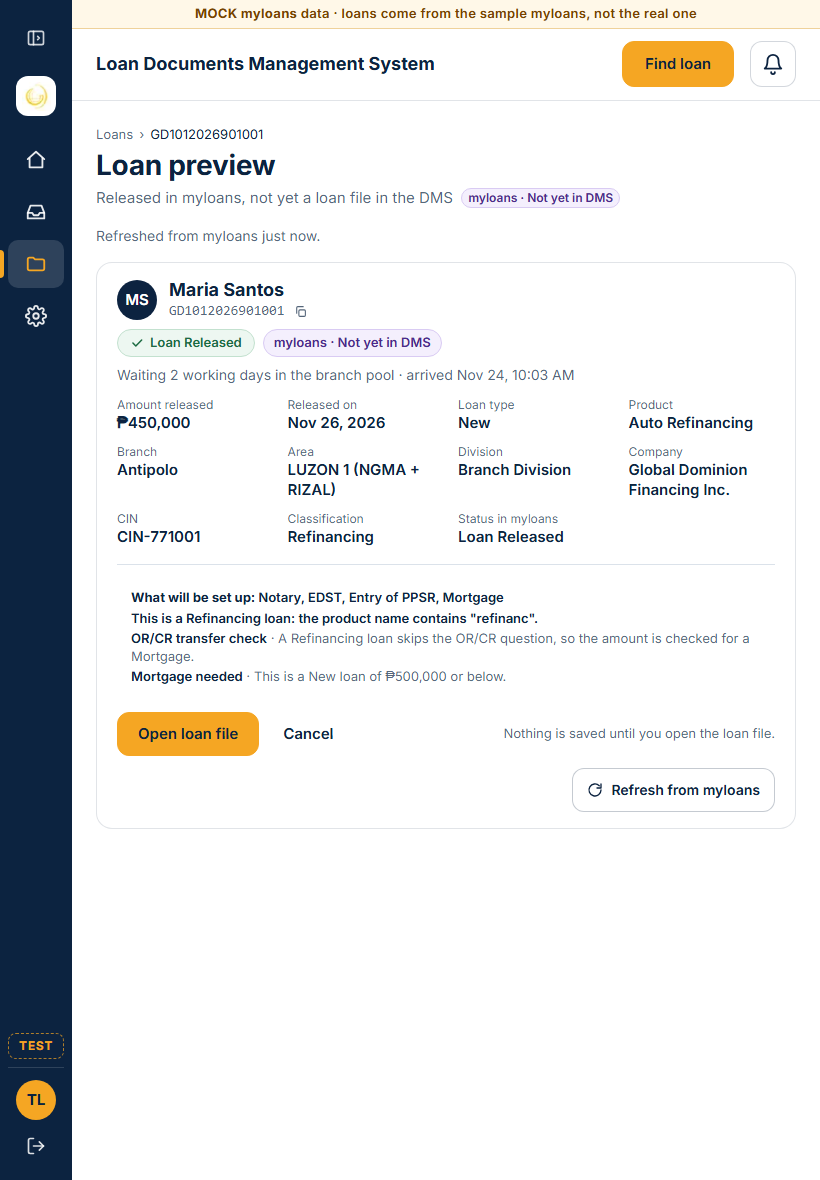 MOCK myloans data · loans come from the sample myloans, not the real one
Loan Documents Management System
Find loan
Loans › GD1012026901001
Loan preview
Released in myloans, not yet a loan file in the DMS
myloans · Not yet in DMS
Refreshed from myloans just now.
MS
Maria Santos
GD1012026901001
Loan Released
myloans · Not yet in DMS
Waiting 2 working days in the branch pool · arrived Nov 24, 10:03 AM
Amount released
₱450,000
Released on
Nov 26, 2026
Loan type
New
Product
Auto Refinancing
Branch
Antipolo
Area
LUZON 1 (NGMA +
RIZAL)
Division
Branch Division
Company
Global Dominion
Financing Inc.
CIN
CIN-771001
Classification
Refinancing
Status in myloans
Loan Released
What will be set up: Notary, EDST, Entry of PPSR, Mortgage
This is a Refinancing loan: the product name contains "refinanc".
OR/CR transfer check · A Refinancing loan skips the OR/CR question, so the amount is checked for a
Mortgage.
Mortgage needed · This is a New loan of ₱500,000 or below.
Open loan file
Cancel
Nothing is saved until you open the loan file.
Refresh from myloans
TEST
TL